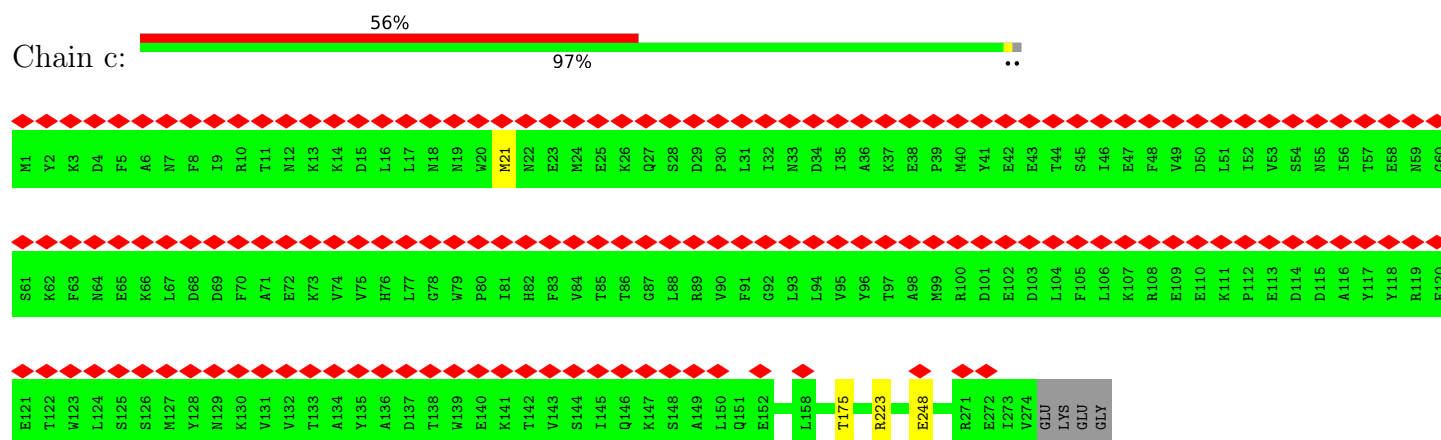 56%
Chain c:
97%
••
M1 Y2 K3 D4 F5 A6 N7 F8 I9 R10 T11 N12 K13 K14 D15 L16 L17 N18 N19 W20 M21 N22 E23 M24 E25 K26 Q27 S28 D29 P30 L31 I32 N33 D34 I35 A36 K37 E38 P39 M40 Y41 E42 E43 T44 S45 I46 E47 F48 V49 D50 L51 I52 V53 S54 N55 I56 T57 E58 N59 G60
S61 K62 F63 N64 E65 K66 L67 D68 D69 F70 A71 E72 K73 V74 V75 H76 L77 G78 W79 P80 I81 H82 F83 V84 T85 T86 G87 L88 R89 V90 F91 G92 L93 L94 V95 Y96 T97 A98 M99 R100 D101 E102 D103 L104 F105 L106 K107 R108 E109 E110 K111 P112 E113 D114 D115 A116 Y117 Y118 R119 E120
E121 T122 W123 L124 S125 S126 M127 Y128 N129 K130 V131 V132 T133 A134 Y135 A136 D137 T138 W139 E140 K141 T142 V143 S144 I145 Q146 K147 S148 A149 L150 Q151 E152 L158 T175 R223 E248 R271 E272 I273 V274 GLU LYS GLU GLY